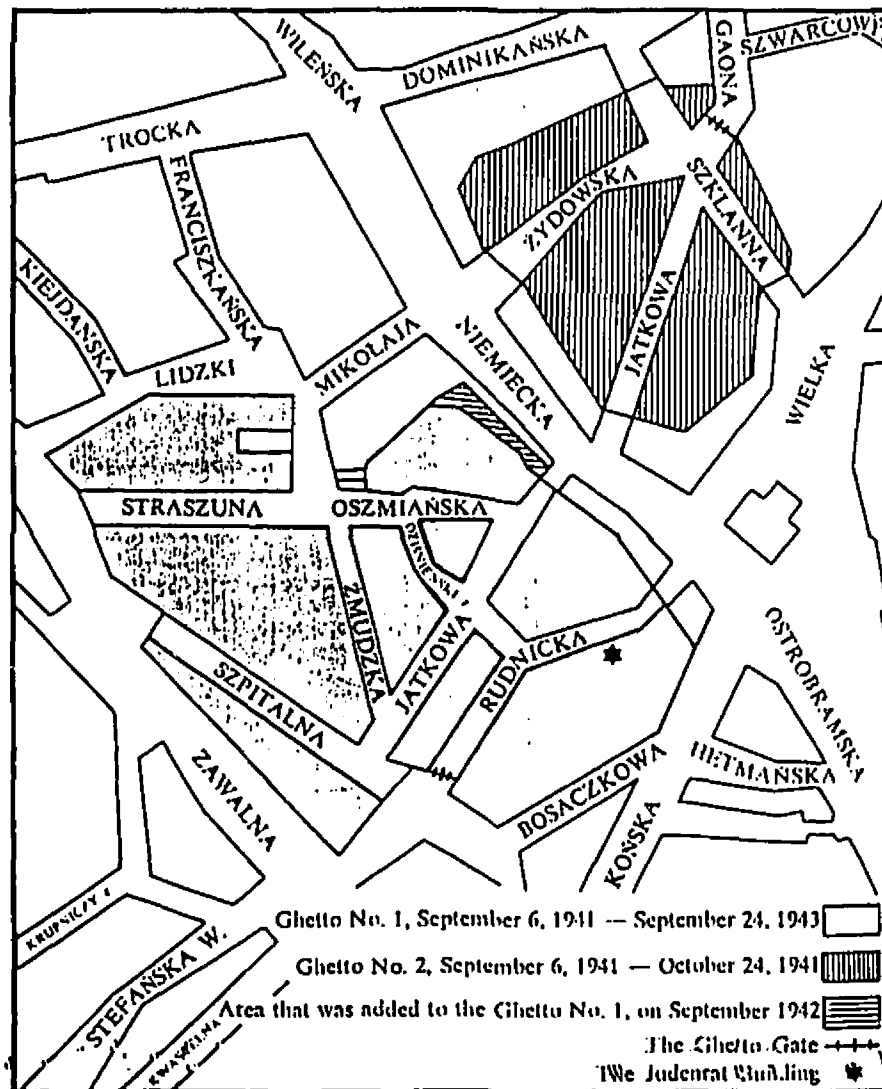 WILEŃSKA
DOMINIKAŃSKA
GAONA
TROCKA
FRANCISZKAŃSKA
ŻYDOWSKA
SZKLANNA
KIEJDAŃSKA
JATKOWA
NIEMIECKA
MIKOŁAJA
LIDZKI
WIELKA
STRASZUNA
OSZMIAŃSKA
ŻMUDZKA
JATKOWA
RUDNICKA
SZPITALNA
OSTROBRAMSKA
HETMAŃSKA
ZAWALNA
BOSACZKOWA
KOŃSKA
KRUPNICZY
STEFAŃSKA W.
Ghetto No. 1, September 6, 1941 — September 24, 1943
Ghetto No. 2, September 6, 1941 — October 24, 1941
Area that was added to the Ghetto No. 1, on September 1942
The Ghetto Gate
The Judenrat Building